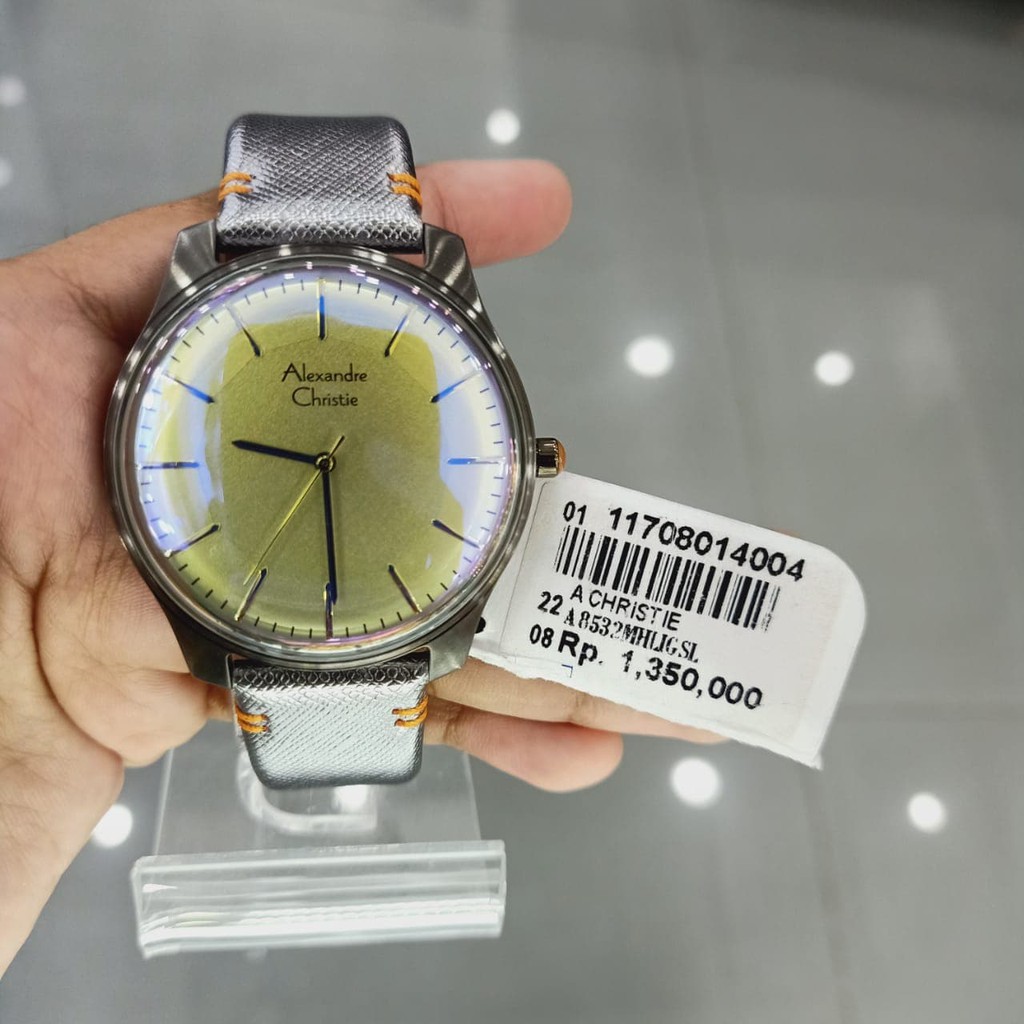 Alexandre
Christie
01 11708014004
A CHRISTIE
22 A8532MHLIGSL
08 Rp. 1,350,000